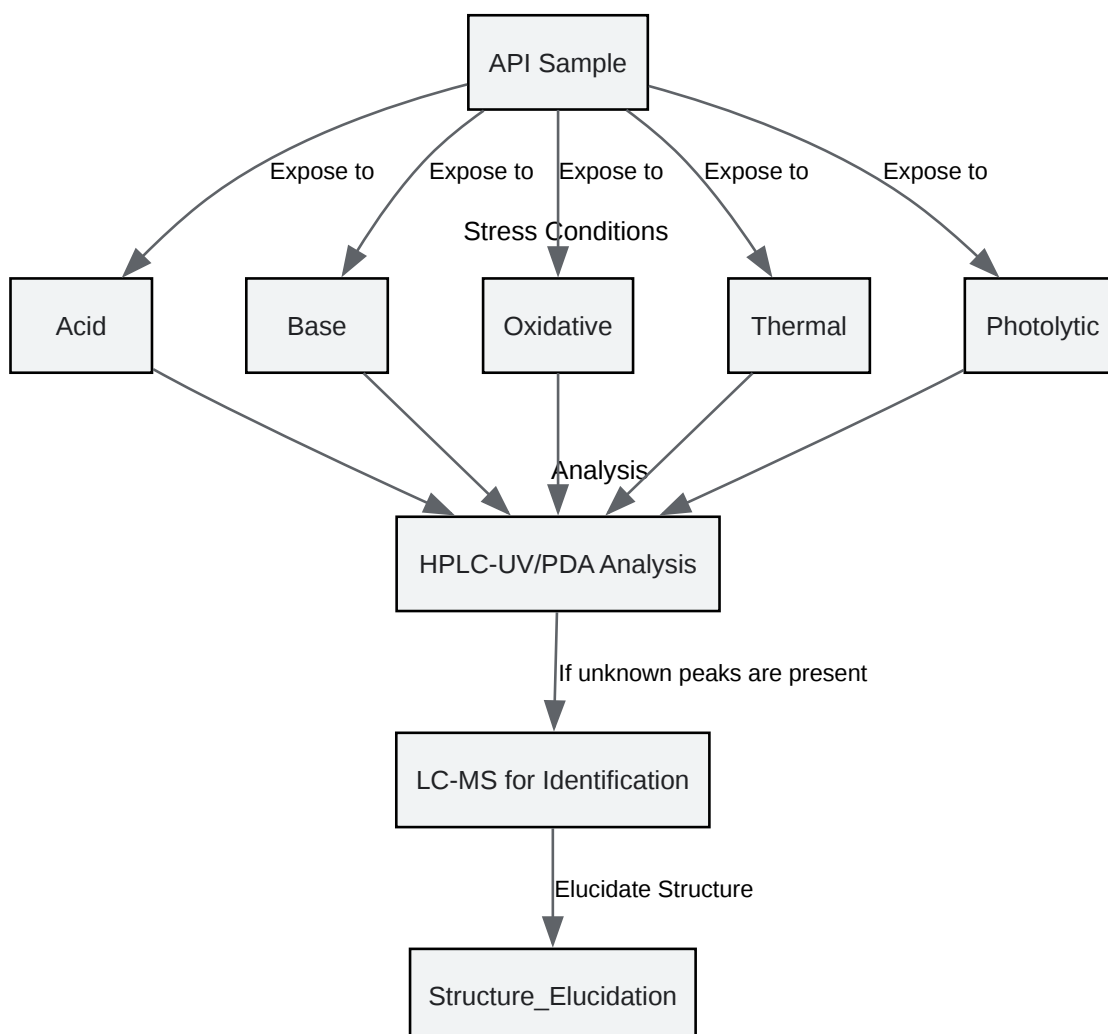 API Sample
Expose to
Expose to
Expose to
Expose to
Expose to
Stress Conditions
Acid
Base
Oxidative
Thermal
Photolytic
Analysis
HPLC-UV/PDA Analysis
If unknown peaks are present
LC-MS for Identification
Elucidate Structure
Structure_Elucidation